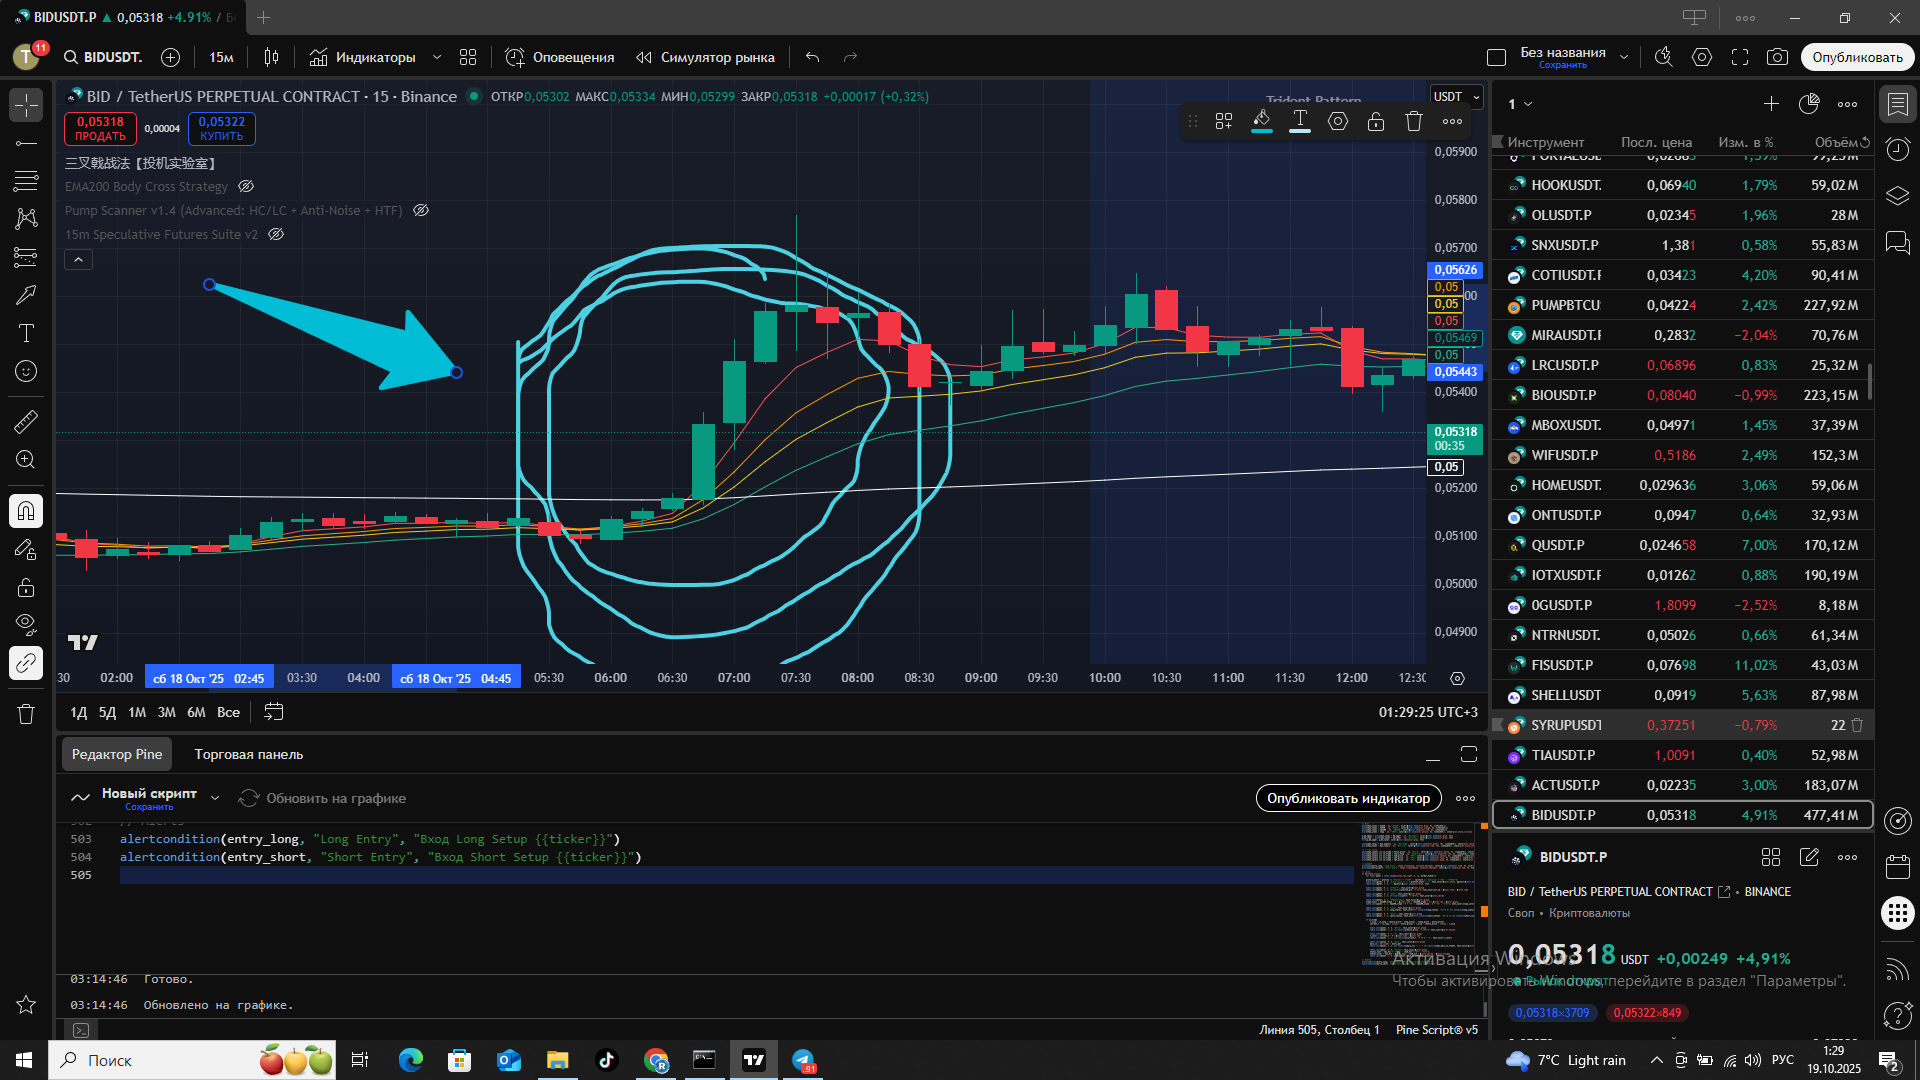 BIDUSDT.P ▲ 0,05318 +4.91% / Бе
T
11
BIDUSDT.
15м
Индикаторы
Оповещения
Симулятор рынка
Без названия
Сохранить
Опубликовать
BID / TetherUS PERPETUAL CONTRACT · 15 · Binance
ОТКР0,05302 МАКС0,05334 МИН0,05299 ЗАКР0,05318 +0,00017 (+0,32%)
Trident Pattern
USDT
0,05318
ПРОДАТЬ
0,00004
0,05322
КУПИТЬ
三叉戟战法【投机实验室】
EMA200 Body Cross Strategy
Pump Scanner v1.4 (Advanced: HC/LC + Anti-Noise + HTF)
15m Speculative Futures Suite v2
0,05900
0,05800
0,05700
0,05626
0,05
00
0,05
0,05
0,05469
0,05
0,05443
0,05400
0,05318
00:35
0,05
0,05200
0,05100
0,05000
0,04900
30 02:00 сб 18 Окт '25 02:45 03:30 04:00 сб 18 Окт '25 04:45 05:30 06:00 06:30 07:00 07:30 08:00 08:30 09:00 09:30 10:00 10:30 11:00 11:30 12:00 12:30
1Д 5Д 1М 3М 6М Все
01:29:25 UTC+3
Редактор Pine
Торговая панель
Новый скрипт
Сохранить
Обновить на графике
Опубликовать индикатор
503 alertcondition(entry_long, "Long Entry", "Вход Long Setup {{ticker}}")
504 alertcondition(entry_short, "Short Entry", "Вход Short Setup {{ticker}}")
505
03:14:46 Готово.
03:14:46 Обновлено на графике.
Линия 505, Столбец 1 Pine Script® v5
1
Инструмент Посл. цена Изм. в % Объём
HOOKUSDT. 0,06940 1,79% 59,02 M
OLUSDT.P 0,02345 1,96% 28 M
SNXUSDT.P 1,381 0,58% 55,83 M
COTIUSDT.F 0,03423 4,20% 90,41 M
PUMPBTCU 0,04224 2,42% 227,92 M
MIRAUSDT.F 0,2832 −2,04% 70,76 M
LRCUSDT.P 0,06896 0,83% 25,32 M
BIOUSDT.P 0,08040 −0,99% 223,15 M
MBOXUSDT. 0,04971 1,45% 37,39 M
WIFUSDT.P 0,5186 2,49% 152,3 M
HOMEUSDT. 0,029636 3,06% 59,06 M
ONTUSDT.P 0,0947 0,64% 32,93 M
QUSDT.P 0,024658 7,00% 170,12 M
IOTXUSDT.F 0,01262 0,88% 190,19 M
0GUSDT.P 1,8099 −2,52% 8,18 M
NTRNUSDT. 0,05026 0,66% 61,34 M
FISUSDT.P 0,07698 11,02% 43,03 M
SHELLUSDT 0,0919 5,63% 87,98 M
SYRUPUSDT 0,37251 −0,79% 22
TIAUSDT.P 1,0091 0,40% 52,98 M
ACTUSDT.P 0,02235 3,00% 183,07 M
BIDUSDT.P 0,05318 4,91% 477,41 M
BIDUSDT.P
BID / TetherUS PERPETUAL CONTRACT • BINANCE
Своп • Криптовалюты
0,05318 USDT +0,00249 +4,91%
Активация Windows
Чтобы активировать Windows, перейдите в раздел "Параметры".
0,05318×3709 0,05322×849
Поиск
91
7°C Light rain
РУС
1:29
19.10.2025
2